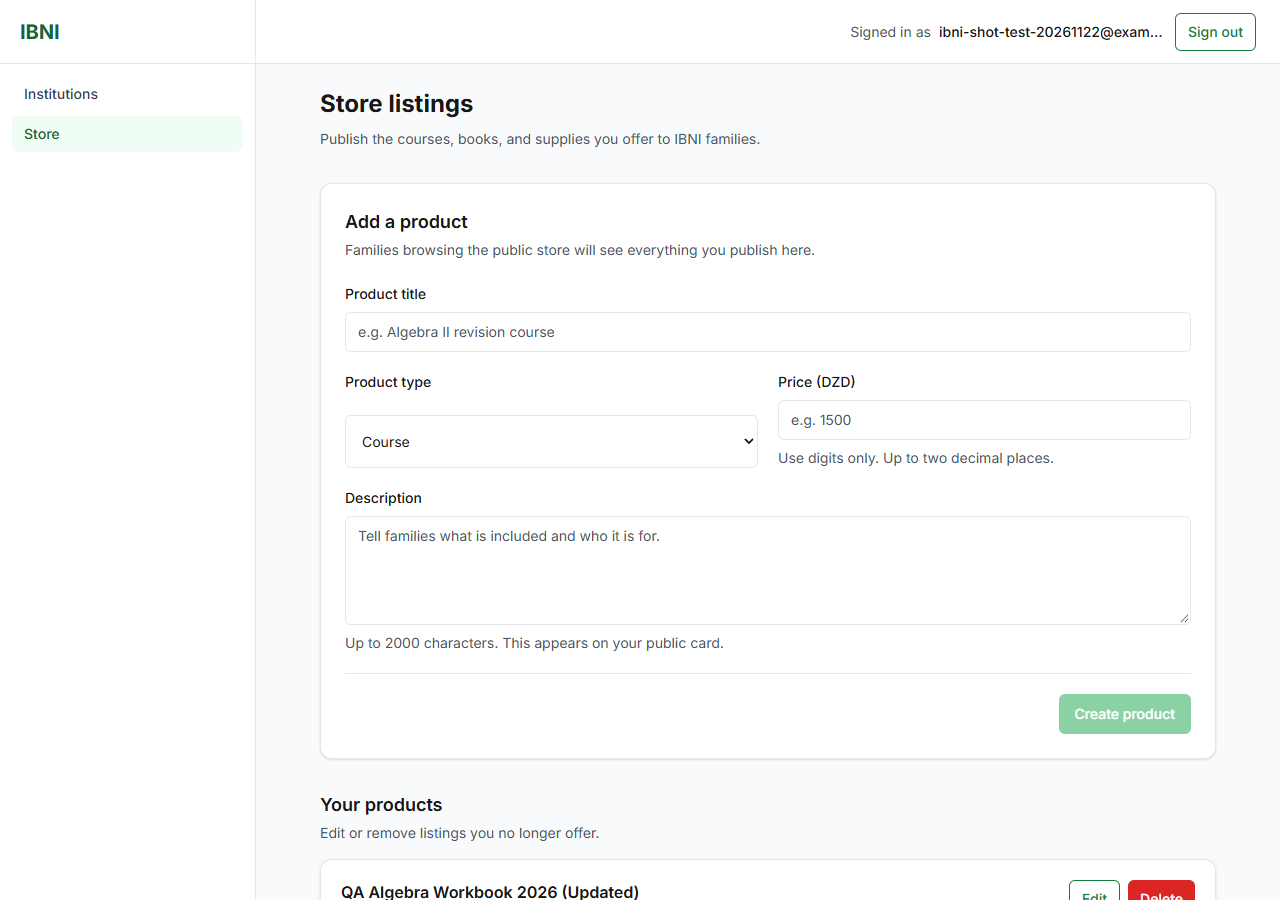 IBNI
Signed in as ibni-shot-test-20261122@exam...
Sign out
Institutions
Store
Store listings
Publish the courses, books, and supplies you offer to IBNI families.
Add a product
Families browsing the public store will see everything you publish here.
Product title
e.g. Algebra II revision course
Product type
Price (DZD)
Course
e.g. 1500
Use digits only. Up to two decimal places.
Description
Tell families what is included and who it is for.
Up to 2000 characters. This appears on your public card.
Create product
Your products
Edit or remove listings you no longer offer.
QA Algebra Workbook 2026 (Updated)
Edit
Delete